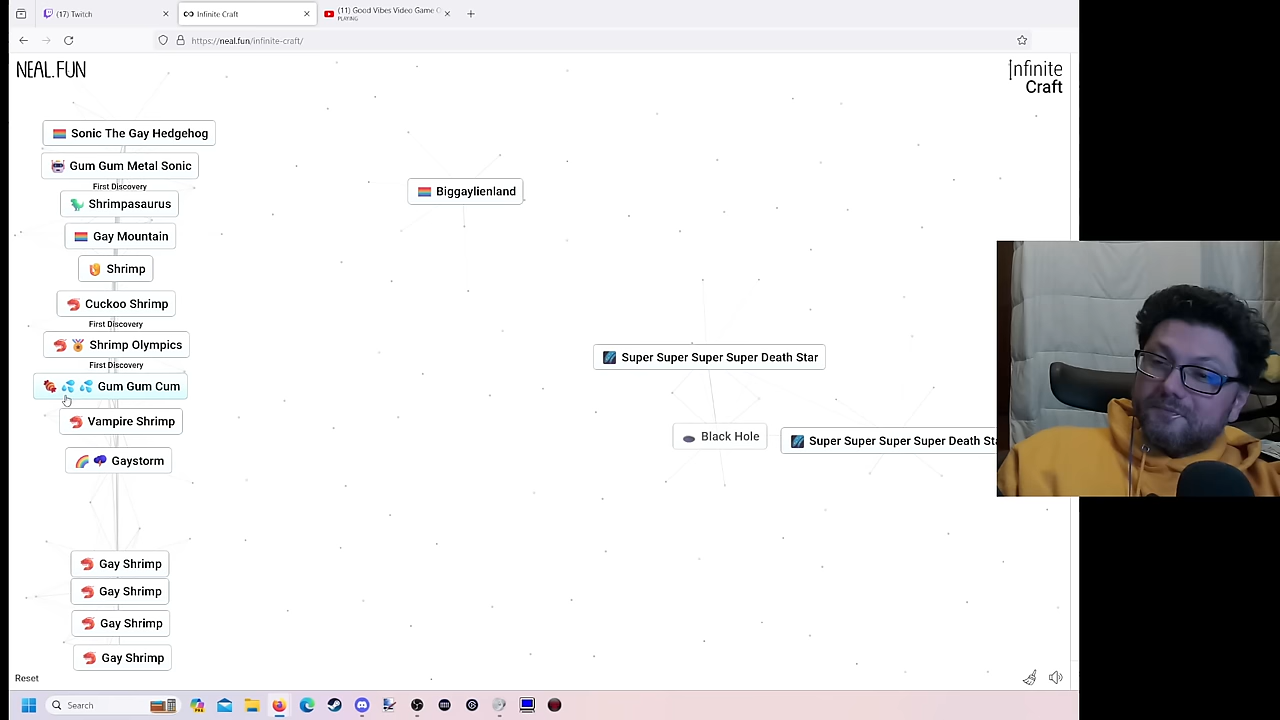 (17) Twitch
Infinite Craft
(11) Good Vibes Video Game
PLAYING
https://neal.fun/infinite-craft/
NEAL.FUN
Infinite
Craft
Sonic The Gay Hedgehog
Gum Gum Metal Sonic
First Discovery
Shrimpasaurus
Gay Mountain
Shrimp
Cuckoo Shrimp
First Discovery
Shrimp Olympics
First Discovery
Gum Gum Cum
Vampire Shrimp
Gaystorm
Gay Shrimp
Gay Shrimp
Gay Shrimp
Gay Shrimp
Biggaylienland
Super Super Super Super Death Star
Black Hole
Super Super Super Super Death Sta
Reset
Search